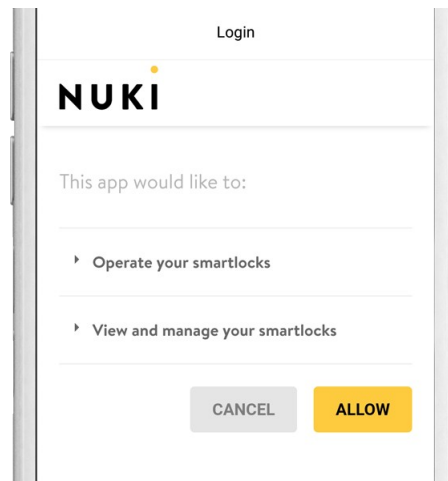 Login
NUKI
This app would like to:
Operate your smartlocks
View and manage your smartlocks
CANCEL
ALLOW